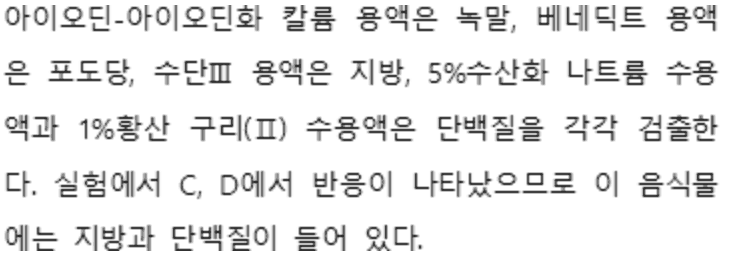 아이오딘-아이오딘화 칼륨 용액은 녹말, 베네딕트 용액
은 포도당, 수단Ⅲ 용액은 지방, 5%수산화 나트륨 수용
액과 1%황산 구리(Ⅱ) 수용액은 단백질을 각각 검출한
다. 실험에서 C, D에서 반응이 나타났으므로 이 음식물
에는 지방과 단백질이 들어 있다.